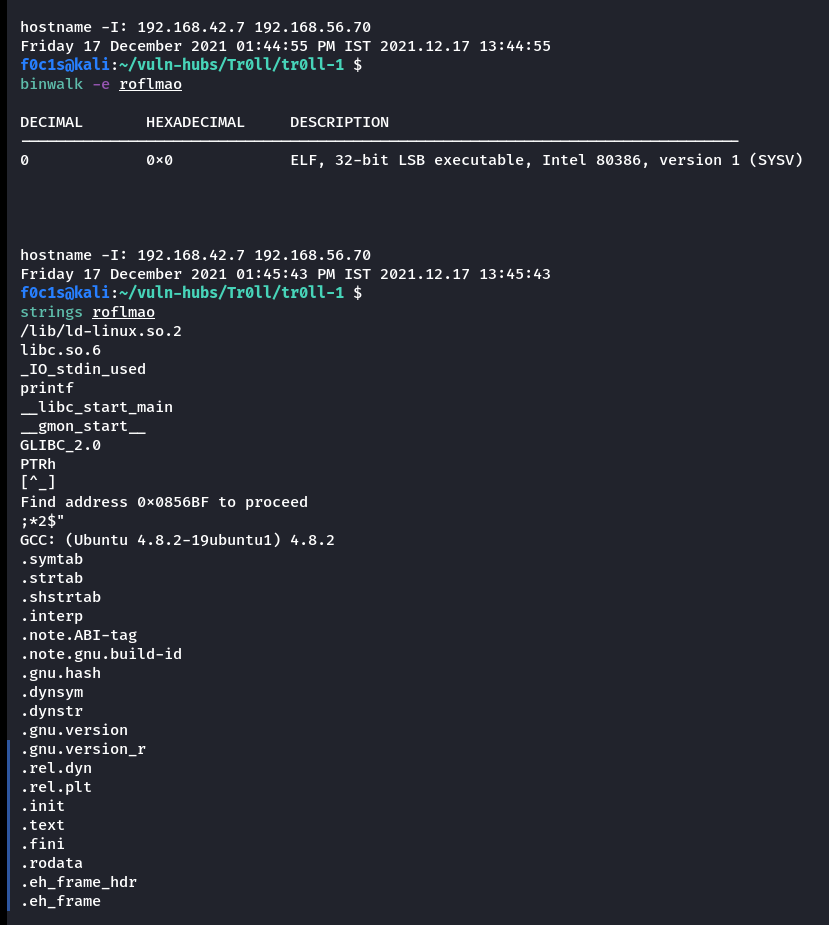 hostname -I: 192.168.42.7 192.168.56.70
Friday 17 December 2021 01:44:55 PM IST 2021.12.17 13:44:55
f0c1s@kali:~/vuln-hubs/Tr0ll/tr0ll-1 $
binwalk -e roflmao
DECIMAL       HEXADECIMAL     DESCRIPTION
--------------------------------------------------------------------------------
0             0x0             ELF, 32-bit LSB executable, Intel 80386, version 1 (SYSV)
hostname -I: 192.168.42.7 192.168.56.70
Friday 17 December 2021 01:45:43 PM IST 2021.12.17 13:45:43
f0c1s@kali:~/vuln-hubs/Tr0ll/tr0ll-1 $
strings roflmao
/lib/ld-linux.so.2
libc.so.6
_IO_stdin_used
printf
__libc_start_main
__gmon_start__
GLIBC_2.0
PTRh
[^_]
Find address 0x0856BF to proceed
;*2$"
GCC: (Ubuntu 4.8.2-19ubuntu1) 4.8.2
.symtab
.strtab
.shstrtab
.interp
.note.ABI-tag
.note.gnu.build-id
.gnu.hash
.dynsym
.dynstr
.gnu.version
.gnu.version_r
.rel.dyn
.rel.plt
.init
.text
.fini
.rodata
.eh_frame_hdr
.eh_frame